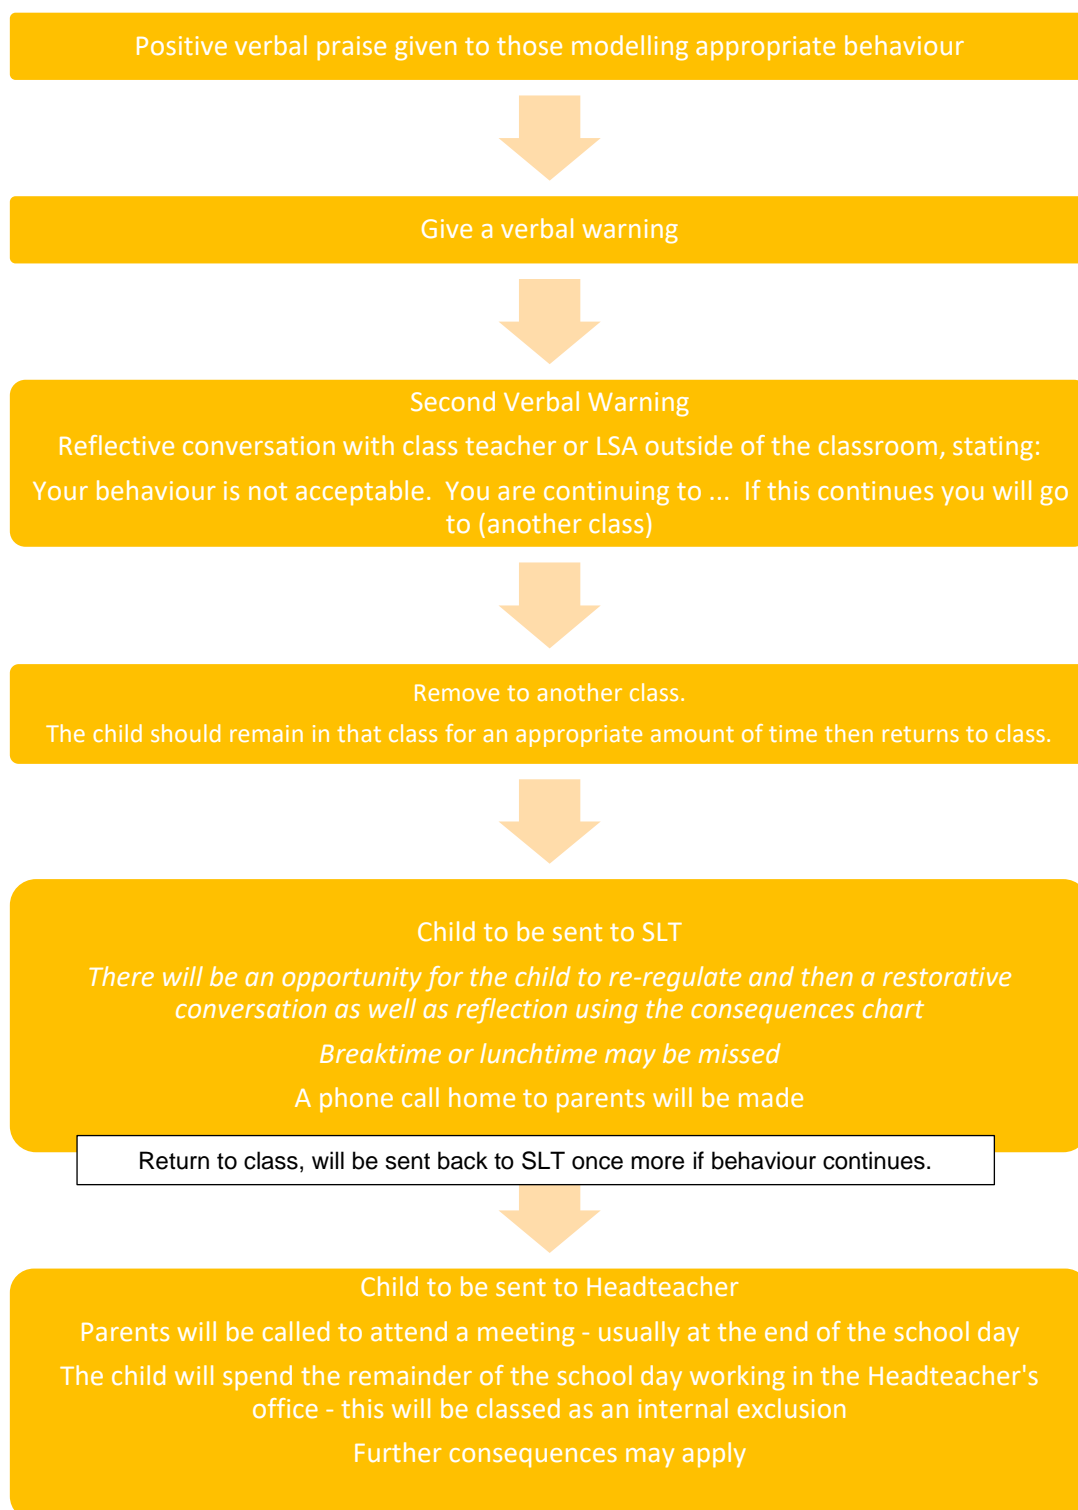 Positive verbal praise given to those modelling appropriate behaviour
Give a verbal warning
Second Verbal Warning
Reflective conversation with class teacher or LSA outside of the classroom, stating:
Your behaviour is not acceptable.  You are continuing to ...  If this continues you will go
to (another class)
Remove to another class.
The child should remain in that class for an appropriate amount of time then returns to class.
Child to be sent to SLT
There will be an opportunity for the child to re-regulate and then a restorative
conversation as well as reflection using the consequences chart
Breaktime or lunchtime may be missed
A phone call home to parents will be made
Return to class, will be sent back to SLT once more if behaviour continues.
Child to be sent to Headteacher
Parents will be called to attend a meeting - usually at the end of the school day
The child will spend the remainder of the school day working in the Headteacher's
office - this will be classed as an internal exclusion
Further consequences may apply